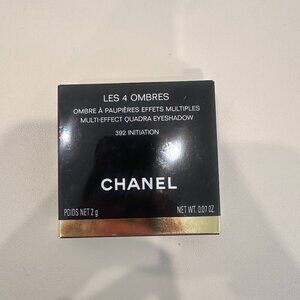 LES 4 OMBRES
OMBRE À PAUPIÈRES EFFETS MULTIPLES
MULTI-EFFECT QUADRA EYESHADOW
392 INITIATION
CHANEL
POIDS NET 2 g NET WT. 0.07 OZ